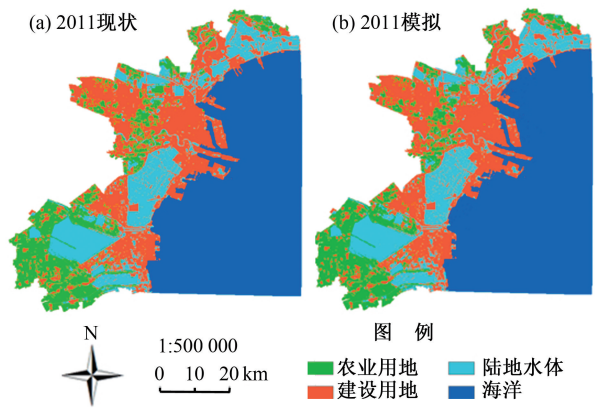 (a) 2011现状
(b) 2011模拟
N
1:500 000
0 10 20 km
图 例
农业用地
陆地水体
建设用地
海洋